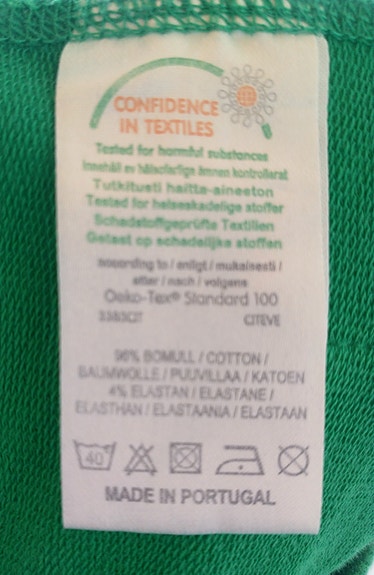 CONFIDENCE
IN TEXTILES
Tested for harmful substances
Innehåll av hälsofarliga ämnen kontrollerat
Tutkitusti haitta-aineeton
Tested for helseskadelige stoffer
Schadstoffgeprüfte Textilien
Getest op schadelijke stoffen
according to / enligt / mukaisesti /
etter / nach / volgens
Oeko-Tex® Standard 100
3383CIT CITEVE
96% BOMULL / COTTON /
BAUMWOLLE / PUUVILLAA / KATOEN
4% ELASTAN / ELASTANE /
ELASTHAN / ELASTAANIA / ELASTAAN
40
MADE IN PORTUGAL